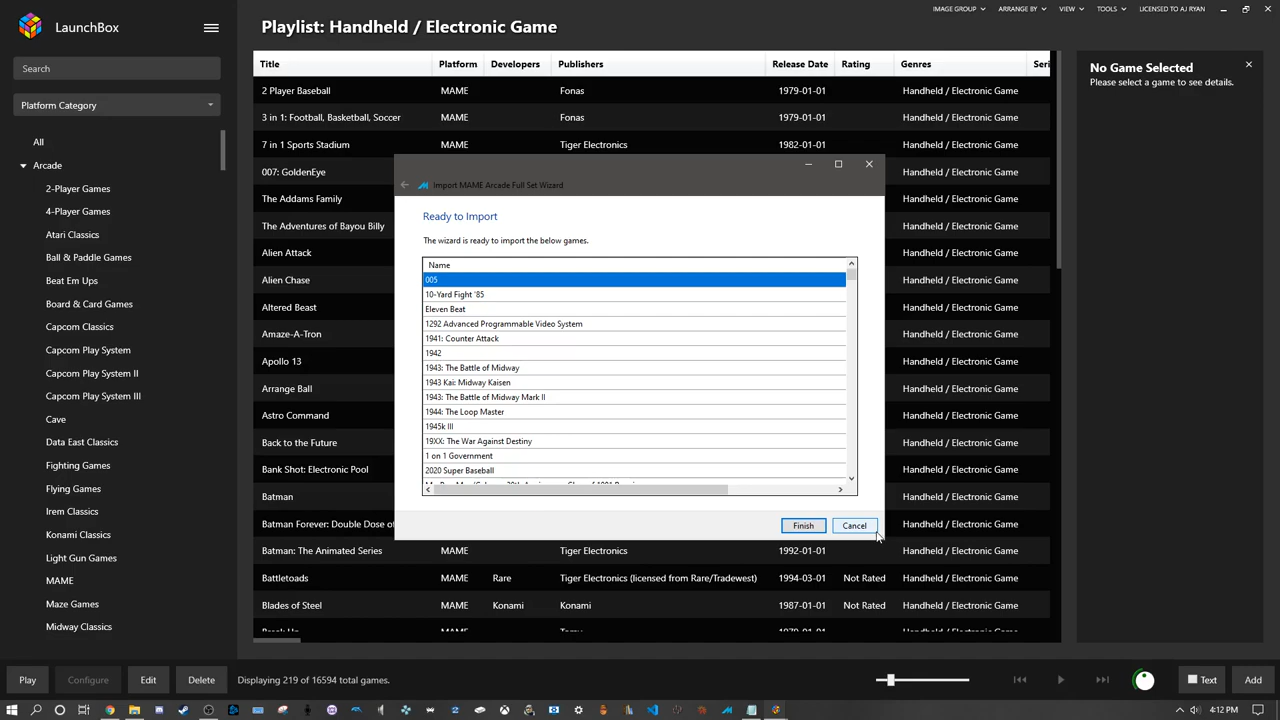 LaunchBox
Playlist: Handheld / Electronic Game
IMAGE GROUP
ARRANGE BY
VIEW
TOOLS
LICENSED TO AJ RYAN
Search
Platform Category
All
Arcade
2-Player Games
4-Player Games
Atari Classics
Ball & Paddle Games
Beat Em Ups
Board & Card Games
Capcom Classics
Capcom Play System
Capcom Play System II
Capcom Play System III
Cave
Data East Classics
Fighting Games
Flying Games
Irem Classics
Konami Classics
Light Gun Games
MAME
Maze Games
Midway Classics
Title Platform Developers Publishers Release Date Rating Genres Seri
2 Player Baseball MAME Fonas 1979-01-01 Handheld / Electronic Game
3 in 1: Football, Basketball, Soccer MAME Fonas 1979-01-01 Handheld / Electronic Game
7 in 1 Sports Stadium MAME Tiger Electronics 1982-01-01 Handheld / Electronic Game
007: GoldenEye Handheld / Electronic Game
The Addams Family Handheld / Electronic Game
The Adventures of Bayou Billy Handheld / Electronic Game
Alien Attack Handheld / Electronic Game
Alien Chase Handheld / Electronic Game
Altered Beast Handheld / Electronic Game
Amaze-A-Tron Handheld / Electronic Game
Apollo 13 Handheld / Electronic Game
Arrange Ball Handheld / Electronic Game
Astro Command Handheld / Electronic Game
Back to the Future Handheld / Electronic Game
Bank Shot: Electronic Pool Handheld / Electronic Game
Batman Handheld / Electronic Game
Batman Forever: Double Dose of Handheld / Electronic Game
Batman: The Animated Series MAME Tiger Electronics 1992-01-01 Handheld / Electronic Game
Battletoads MAME Rare Tiger Electronics (licensed from Rare/Tradewest) 1994-03-01 Not Rated Handheld / Electronic Game
Blades of Steel MAME Konami Konami 1987-01-01 Not Rated Handheld / Electronic Game
Import MAME Arcade Full Set Wizard
Ready to Import
The wizard is ready to import the below games.
Name
005
10-Yard Fight '85
Eleven Beat
1292 Advanced Programmable Video System
1941: Counter Attack
1942
1943: The Battle of Midway
1943 Kai: Midway Kaisen
1943: The Battle of Midway Mark II
1944: The Loop Master
1945k III
19XX: The War Against Destiny
1 on 1 Government
2020 Super Baseball
Finish
Cancel
No Game Selected
Please select a game to see details.
Play
Configure
Edit
Delete
Displaying 219 of 16594 total games.
Text
Add
4:12 PM